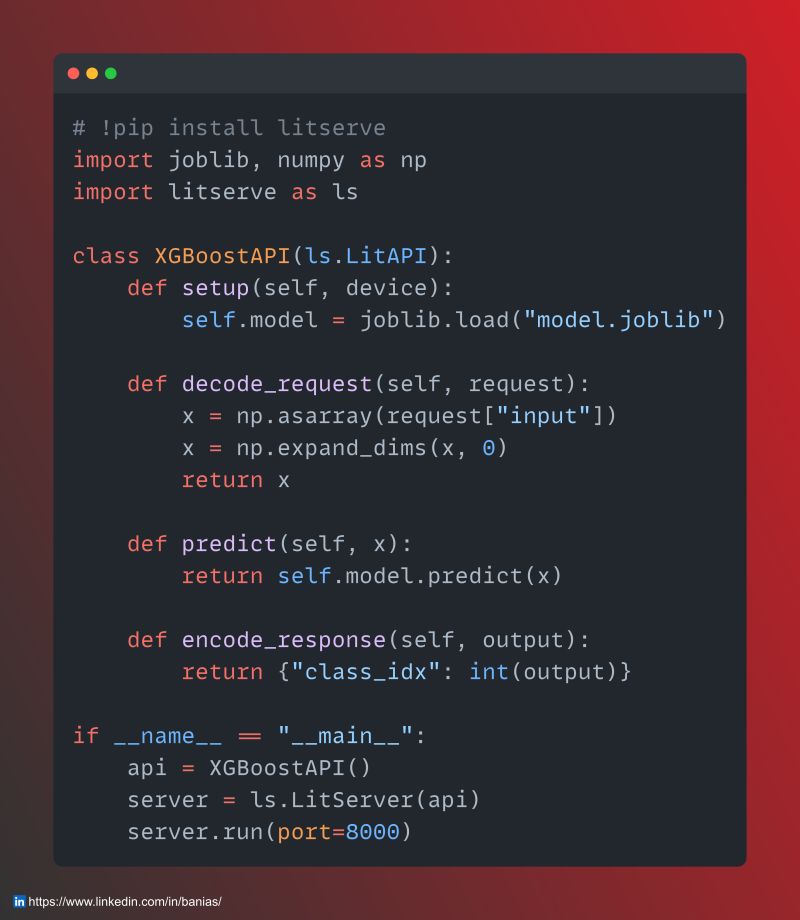 # !pip install litserve
import joblib, numpy as np
import litserve as ls

class XGBoostAPI(ls.LitAPI):
    def setup(self, device):
        self.model = joblib.load("model.joblib")

    def decode_request(self, request):
        x = np.asarray(request["input"])
        x = np.expand_dims(x, 0)
        return x

    def predict(self, x):
        return self.model.predict(x)

    def encode_response(self, output):
        return {"class_idx": int(output)}

if __name__ == "__main__":
    api = XGBoostAPI()
    server = ls.LitServer(api)
    server.run(port=8000)
in https://www.linkedin.com/in/banias/